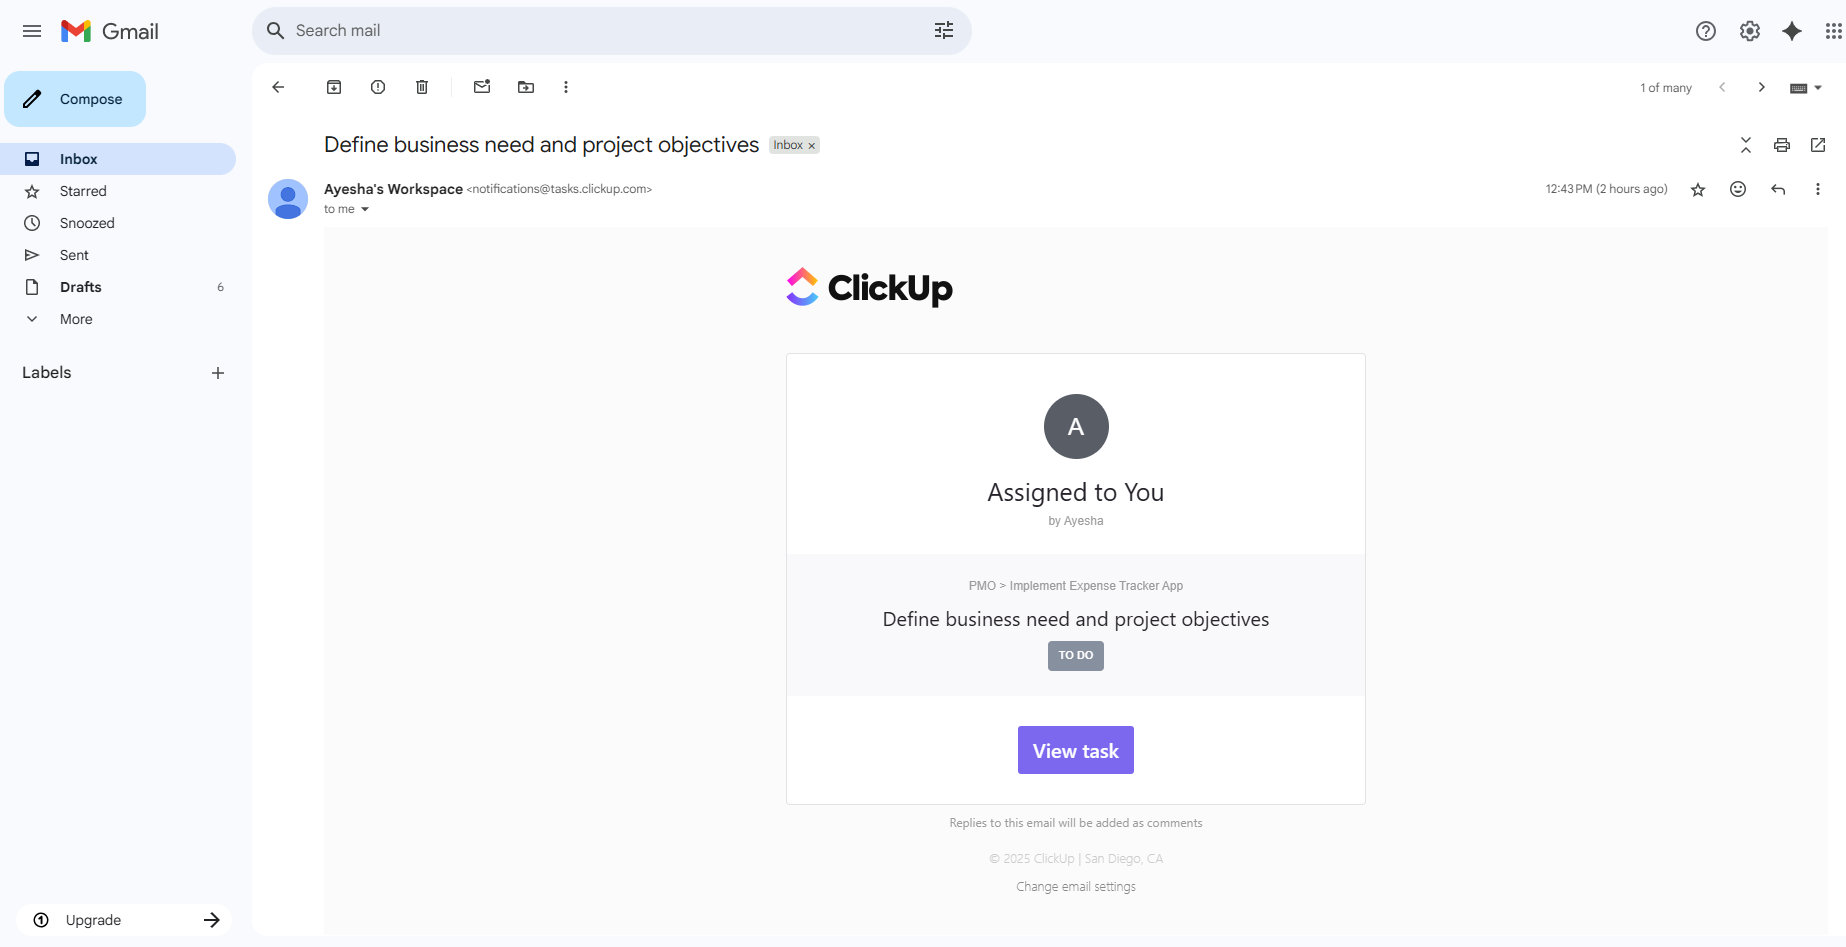 Gmail
Search mail
Compose
1 of many
Inbox
Starred
Snoozed
Sent
Drafts 6
More
Labels
Upgrade
Define business need and project objectives Inbox ×
Ayesha's Workspace <notifications@tasks.clickup.com> 12:43 PM (2 hours ago)
to me
ClickUp
A
Assigned to You
by Ayesha
PMO > Implement Expense Tracker App
Define business need and project objectives
TO DO
View task
Replies to this email will be added as comments
© 2025 ClickUp | San Diego, CA
Change email settings